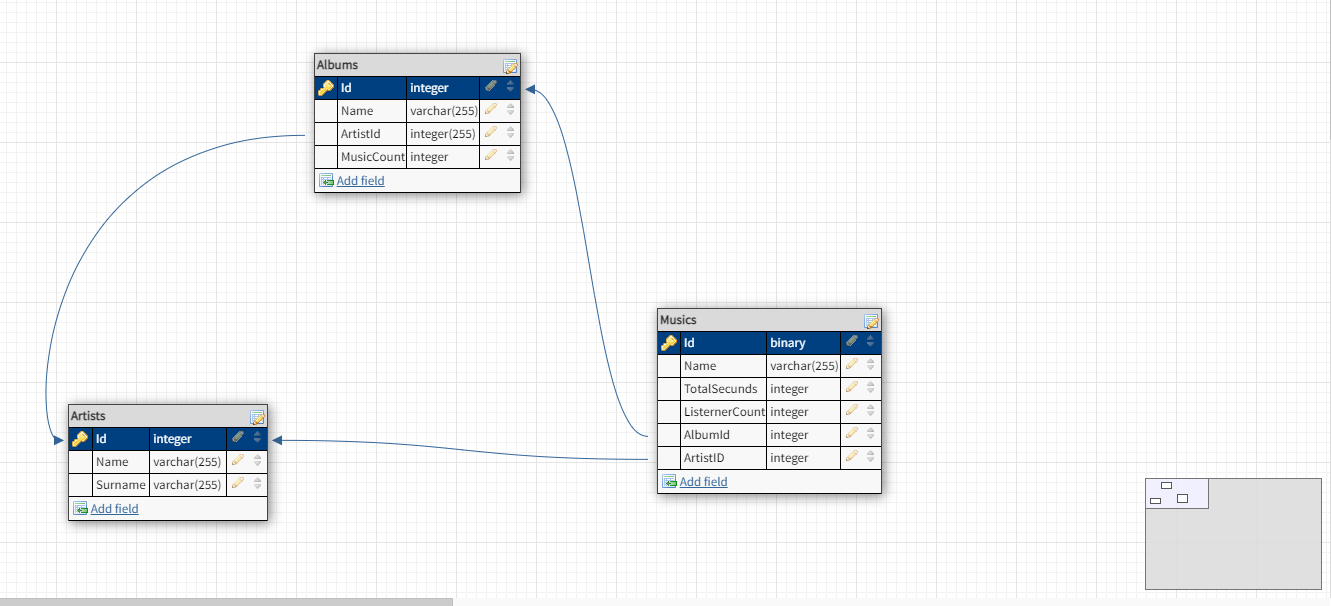 Albums
Id integer
Name varchar(255)
ArtistId integer(255)
MusicCount integer
Add field
Musics
Id binary
Name varchar(255)
TotalSeconds integer
ListernerCount integer
AlbumId integer
ArtistID integer
Add field
Artists
Id integer
Name varchar(255)
Surname varchar(255)
Add field